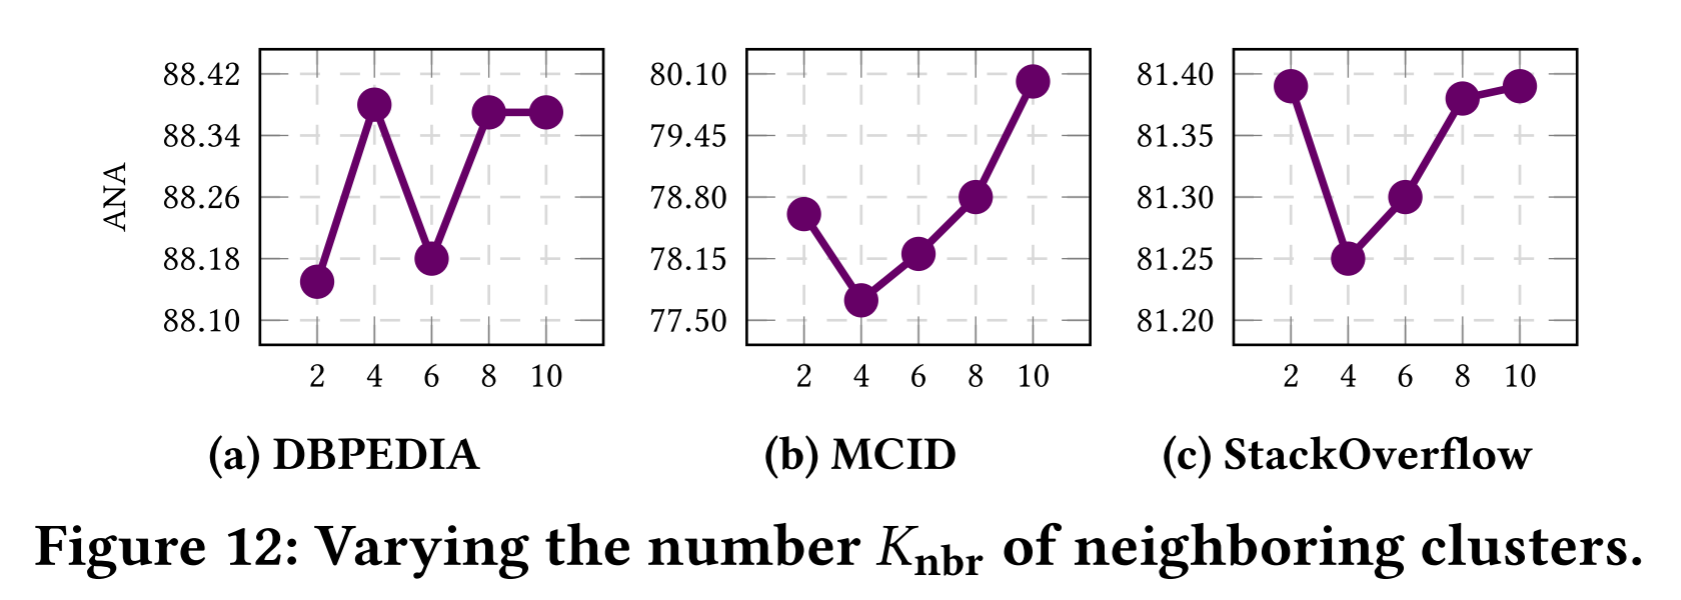 ANA
88.42
88.34
88.26
88.18
88.10
2 4 6 8 10
(a) DBPEDIA
80.10
79.45
78.80
78.15
77.50
2 4 6 8 10
(b) MCID
81.40
81.35
81.30
81.25
81.20
2 4 6 8 10
(c) StackOverflow
Figure 12: Varying the number K_nbr of neighboring clusters.